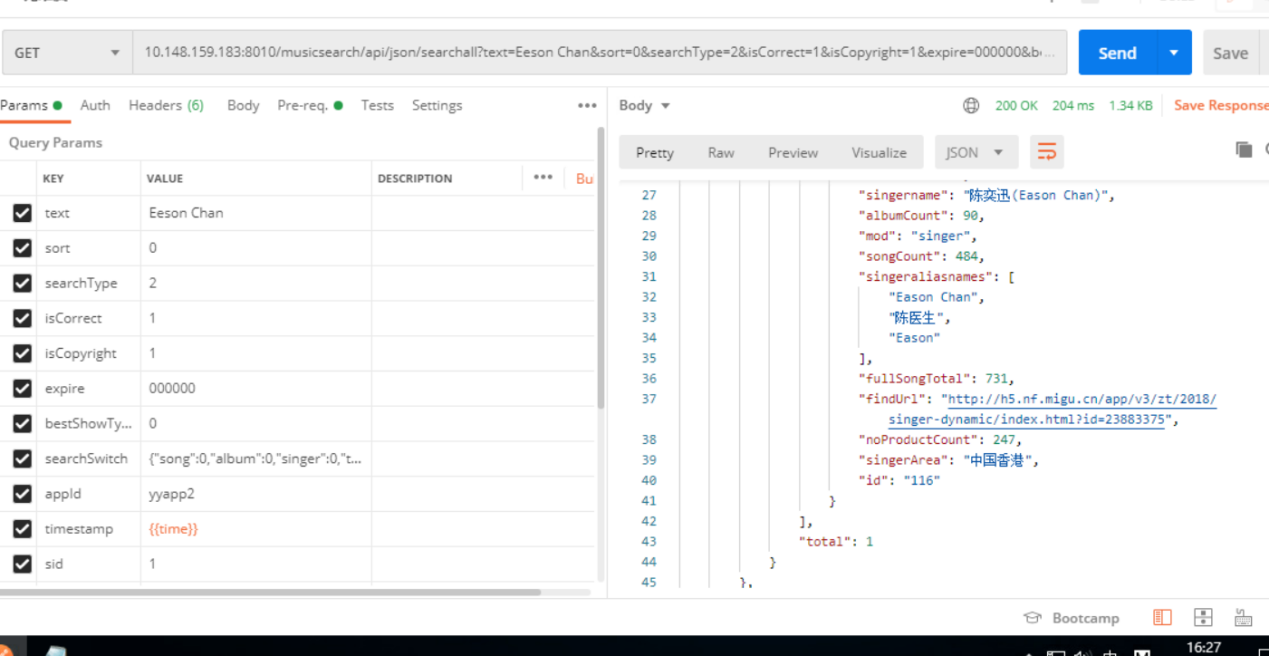 GET
10.148.159.183:8010/musicsearch/api/json/searchall?text=Eeson Chan&sort=0&searchType=2&isCorrect=1&isCopyright=1&expire=000000&b‹...
Send
Save
Params Auth Headers (6) Body Pre-req. Tests Settings •••
Query Params
KEY VALUE DESCRIPTION ••• Bu
text Eeson Chan
sort 0
searchType 2
isCorrect 1
isCopyright 1
expire 000000
bestShowTy... 0
searchSwitch {"song":0,"album":0,"singer":0,"t...
appId yyapp2
timestamp {{time}}
sid 1
Body 200 OK 204 ms 1.34 KB Save Response
Pretty Raw Preview Visualize JSON
27 "singername": "陈奕迅(Eason Chan)",
28 "albumCount": 90,
29 "mod": "singer",
30 "songCount": 484,
31 "singeraliasnames": [
32 "Eason Chan",
33 "陈医生",
34 "Eason"
35 ],
36 "fullSongTotal": 731,
37 "findUrl": "http://h5.nf.migu.cn/app/v3/zt/2018/
singer-dynamic/index.html?id=23883375",
38 "noProductCount": 247,
39 "singerArea": "中国香港",
40 "id": "116"
41 }
42 ],
43 "total": 1
44 }
45 },
Bootcamp
中
16:27